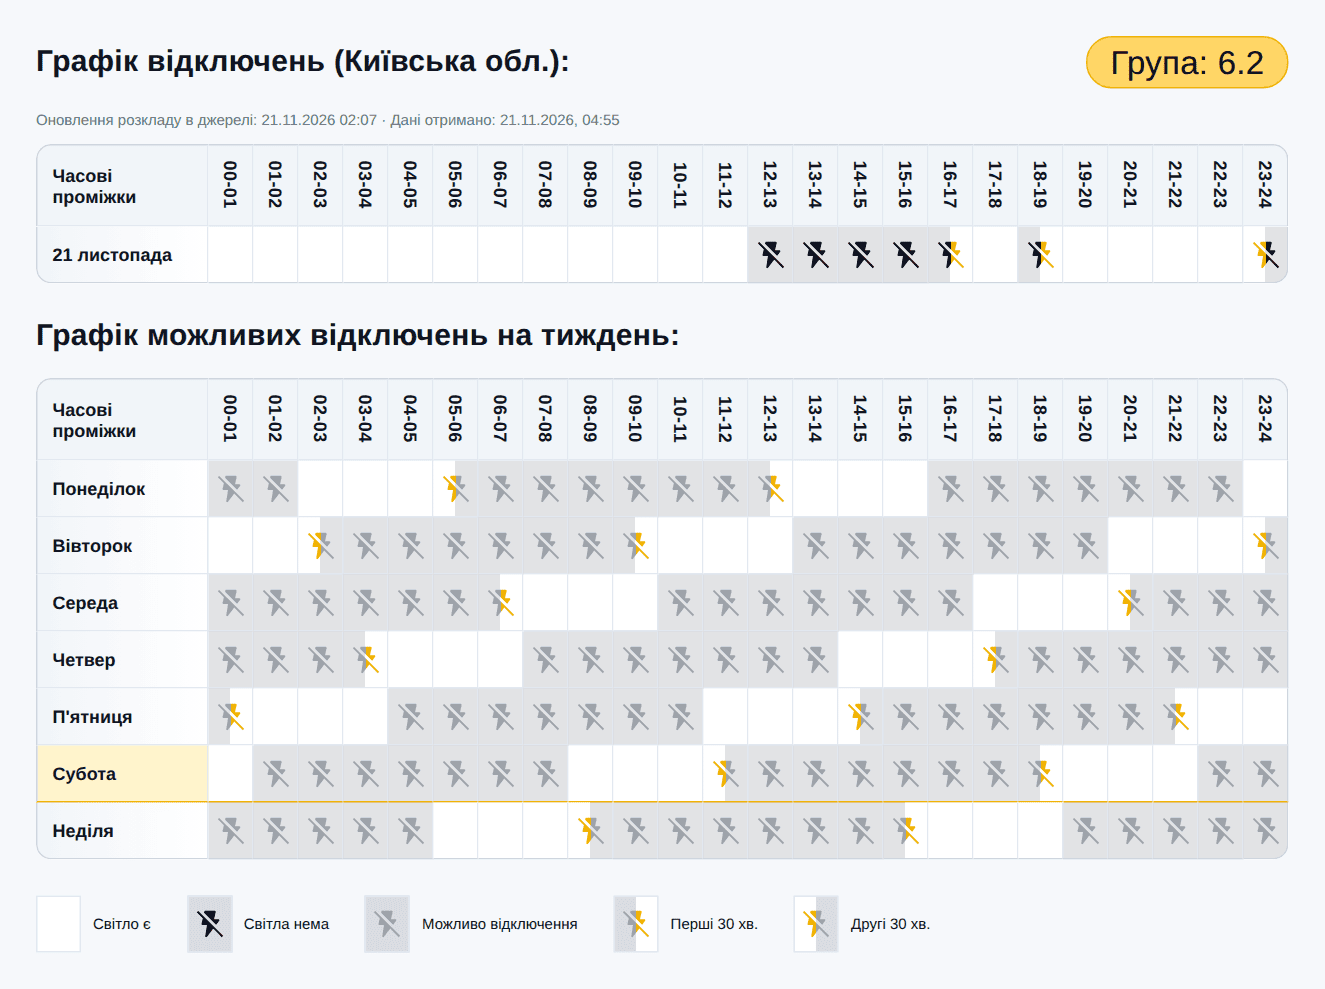 Графік відключень (Київська обл.):
Група: 6.2
Оновлення розкладу в джерелі: 21.11.2026 02:07 · Дані отримано: 21.11.2026, 04:55
Часові
проміжки
00-01 01-02 02-03 03-04 04-05 05-06 06-07 07-08 08-09 09-10 10-11 11-12 12-13 13-14 14-15 15-16 16-17 17-18 18-19 19-20 20-21 21-22 22-23 23-24
21 листопада
Графік можливих відключень на тиждень:
Часові
проміжки
00-01 01-02 02-03 03-04 04-05 05-06 06-07 07-08 08-09 09-10 10-11 11-12 12-13 13-14 14-15 15-16 16-17 17-18 18-19 19-20 20-21 21-22 22-23 23-24
Понеділок
Вівторок
Середа
Четвер
П'ятниця
Субота
Неділя
Світло є
Світла нема
Можливо відключення
Перші 30 хв.
Другі 30 хв.